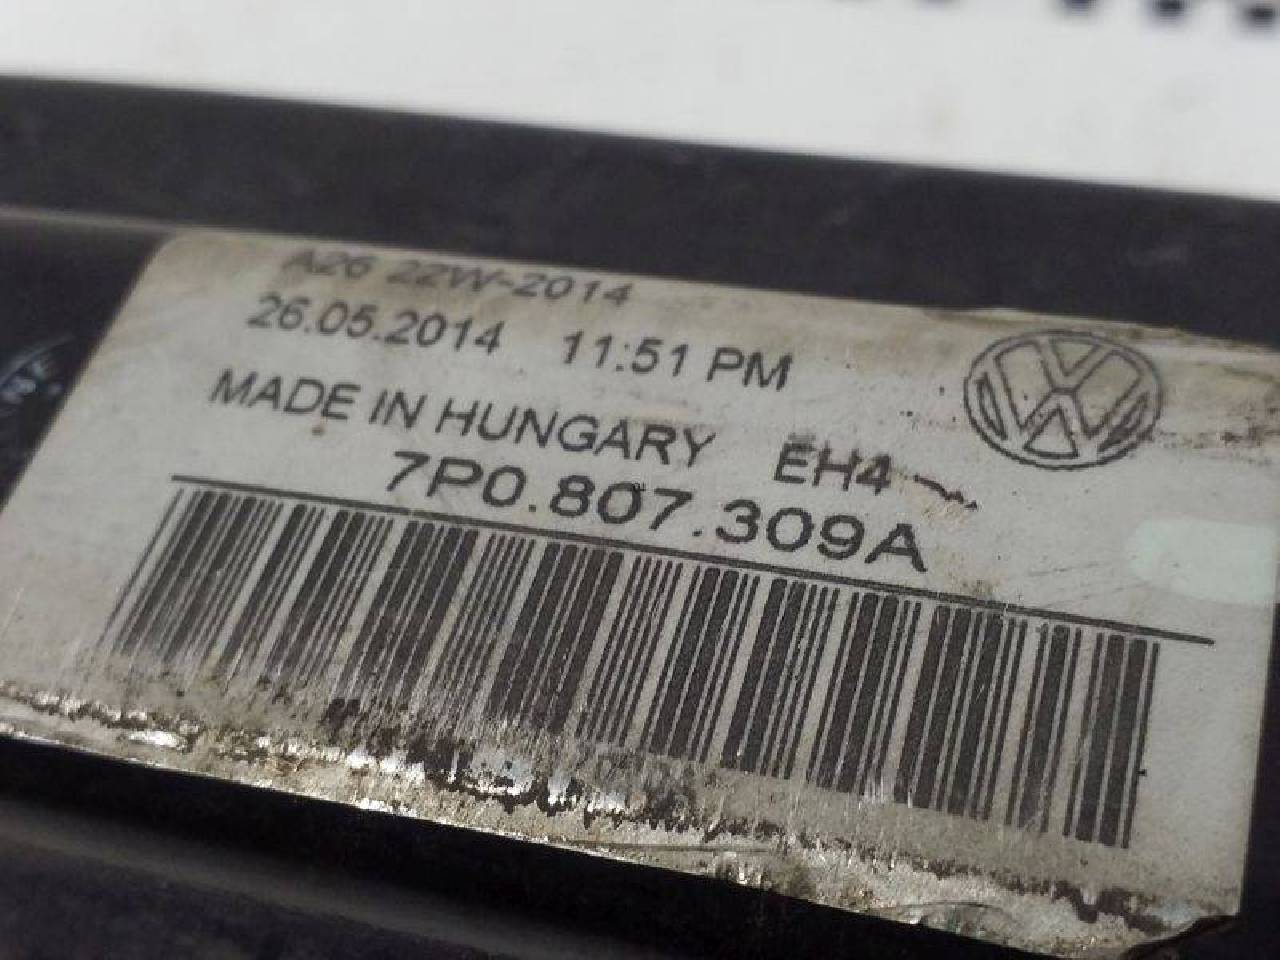 A26 22W-2014
26.05.2014 11:51 PM
MADE IN HUNGARY EH4
7P0.807.309A